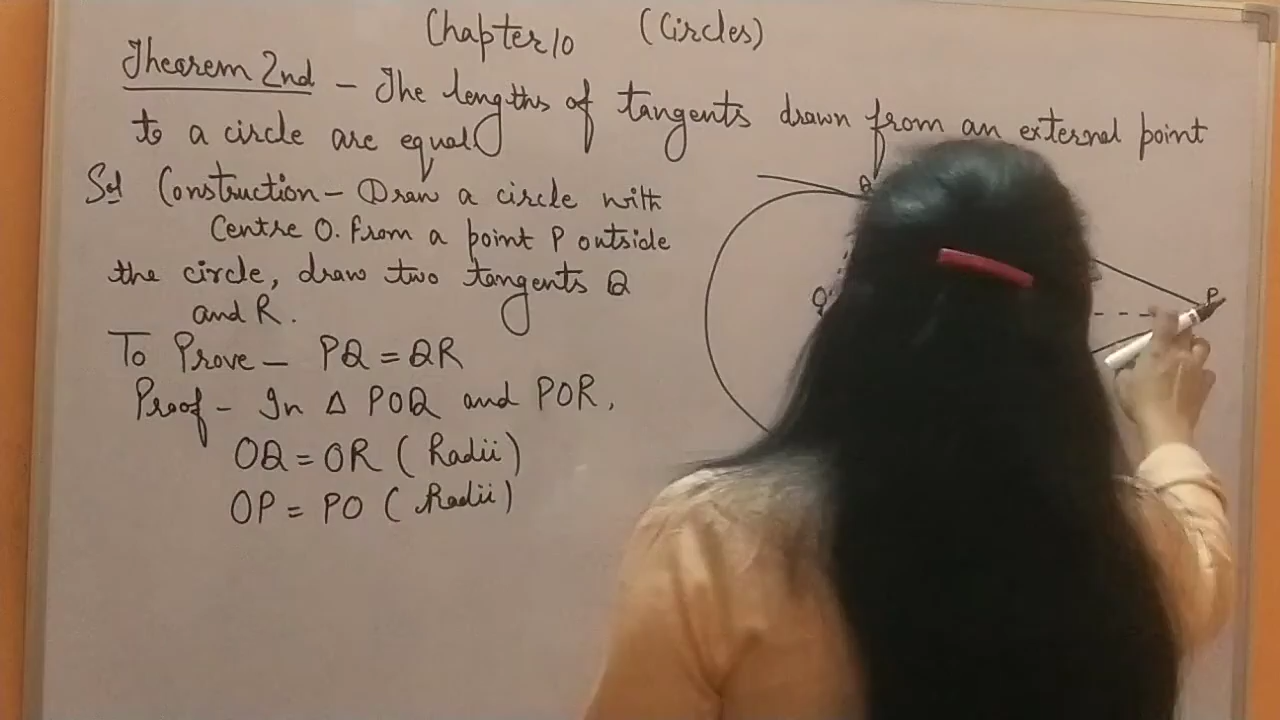 Chapter 10 (Circles)
Theorem 2nd - The lengths of tangents drawn from an external point
to a circle are equal
Sol Construction - Draw a circle with
Centre O. From a point P outside
the circle, draw two tangents Q
and R.
To Prove - PQ = QR
Proof - In Δ POQ and POR,
OQ = OR (Radii)
OP = PO (Radii)
Q
O
P